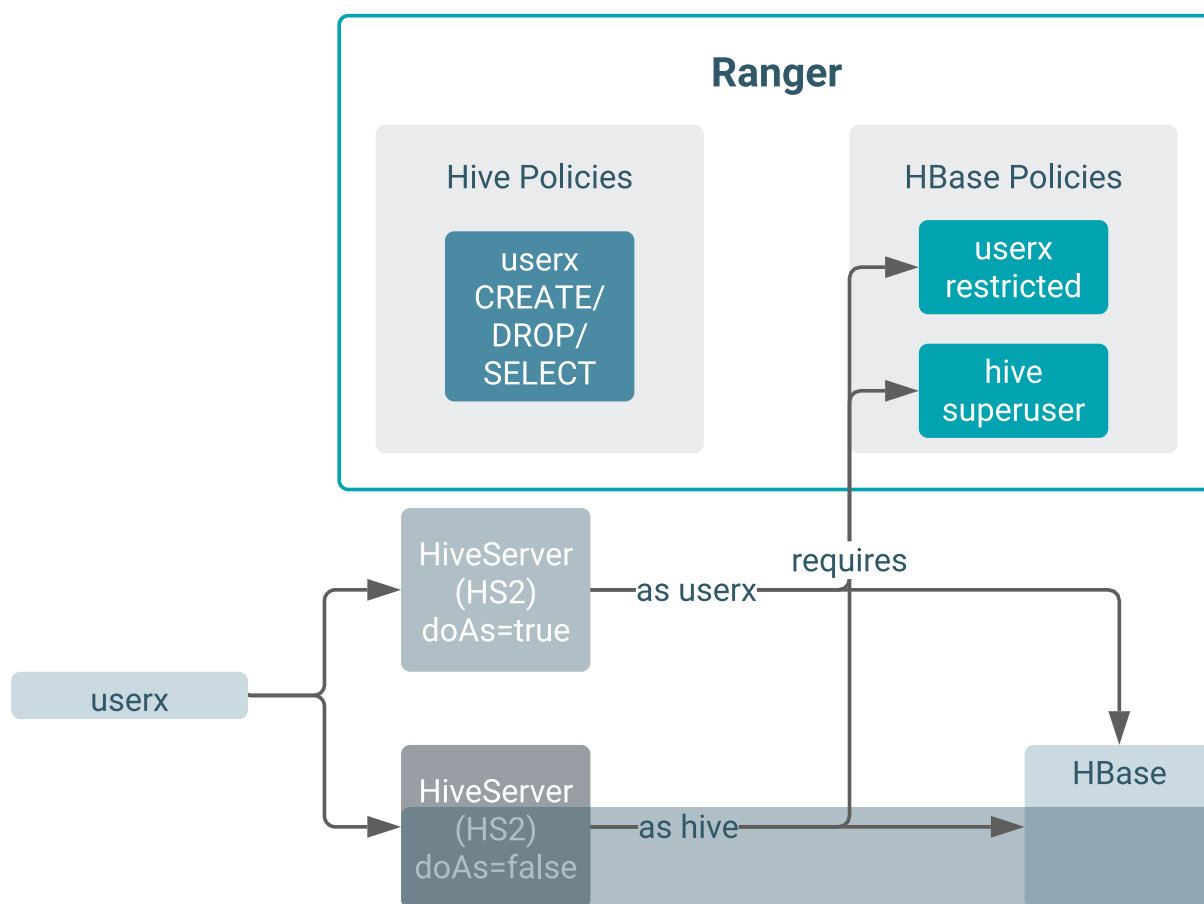 Ranger
Hive Policies
userx
CREATE/
DROP/
SELECT
HBase Policies
userx
restricted
hive
superuser
HiveServer
(HS2)
doAs=true
as userx
requires
userx
HiveServer
(HS2)
doAs=false
as hive
HBase